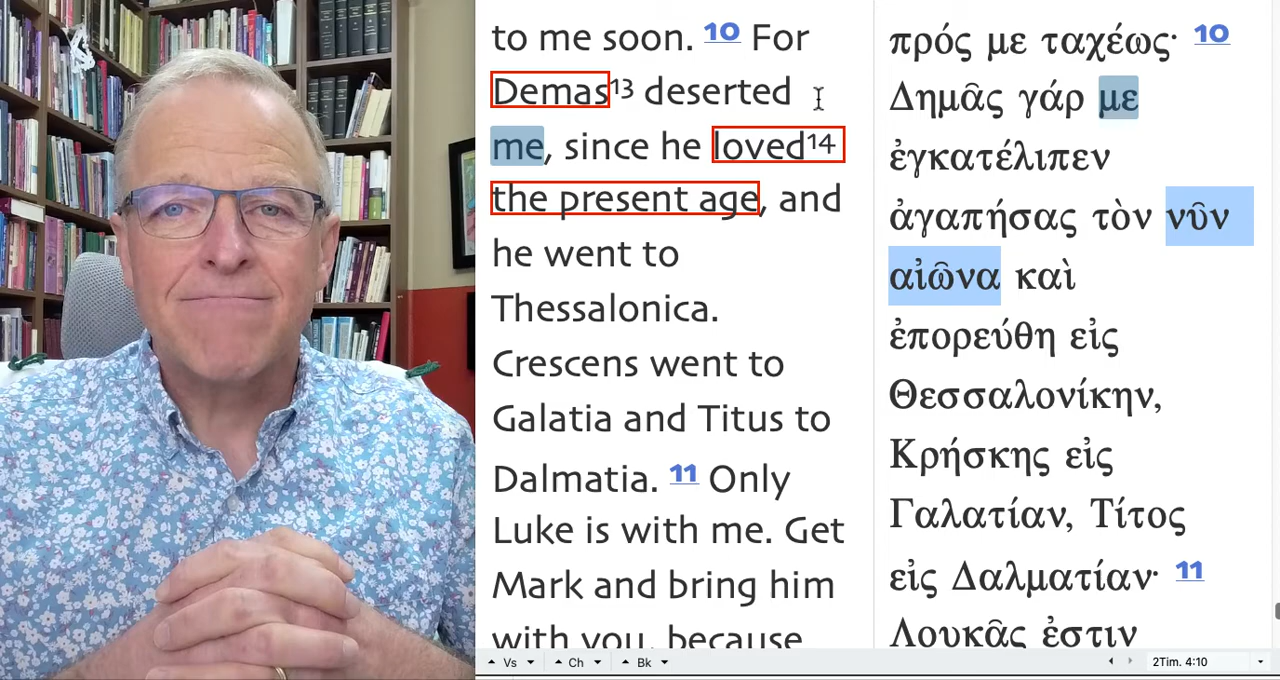 to me soon. 10 For
Demas¹³ deserted
me, since he loved¹⁴
the present age, and
he went to
Thessalonica.
Crescens went to
Galatia and Titus to
Dalmatia. 11 Only
Luke is with me. Get
Mark and bring him
with you, because
πρός με ταχέως· 10
Δημᾶς γάρ με
ἐγκατέλιπεν
ἀγαπήσας τὸν νῦν
αἰῶνα καὶ
ἐπορεύθη εἰς
Θεσσαλονίκην,
Κρήσκης εἰς
Γαλατίαν, Τίτος
εἰς Δαλματίαν· 11
Λουκᾶς ἐστιν
Vs Ch Bk
2Tim. 4:10